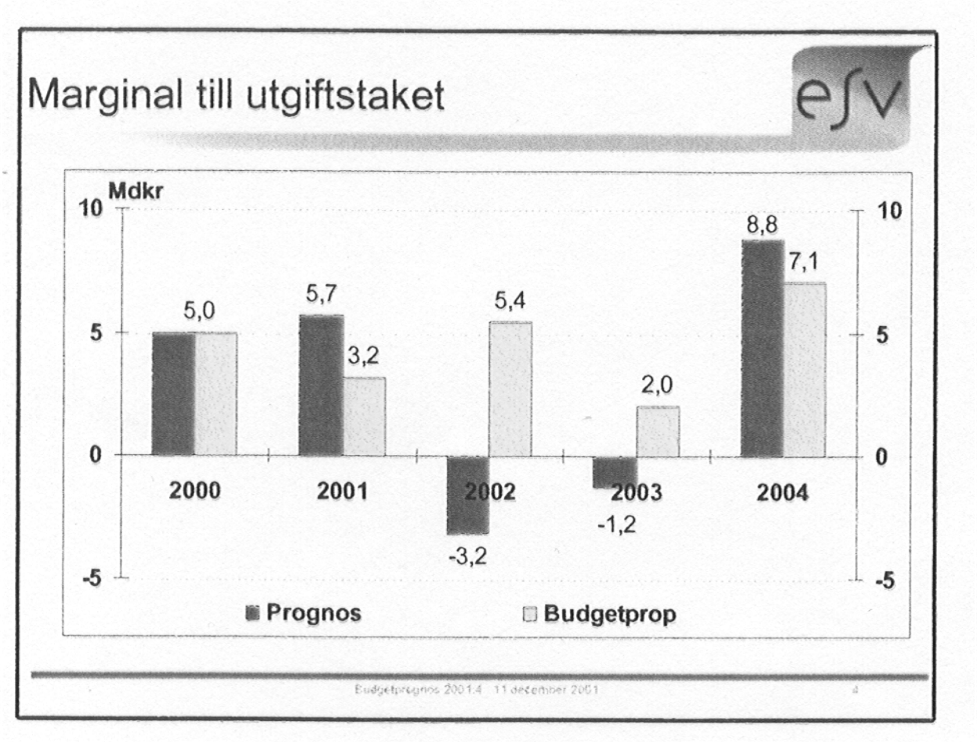 Marginal till utgiftstaket
esv
Mdkr
10 10
8,8
7,1
5,7
5,4
5,0
5 5
3,2
2,0
0 0
2000 2001 2002 2003 2004
-1,2
-3,2
-5 -5
Prognos Budgetprop
Budgetprognos 2001:4 11 december 2001 4